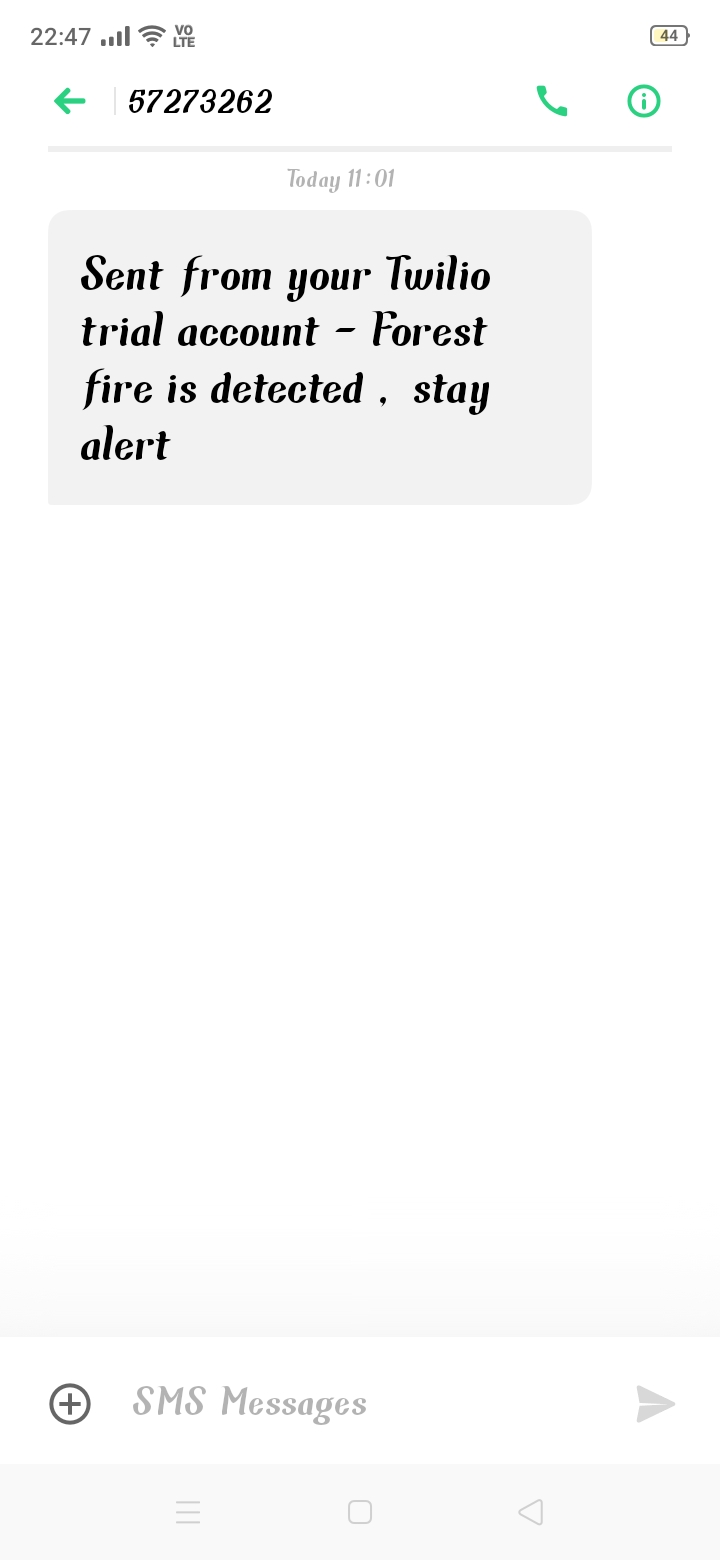 22:47 VO LTE 44
57273262
Today 11:01
Sent from your Twilio
trial account - Forest
fire is detected , stay
alert
SMS Messages